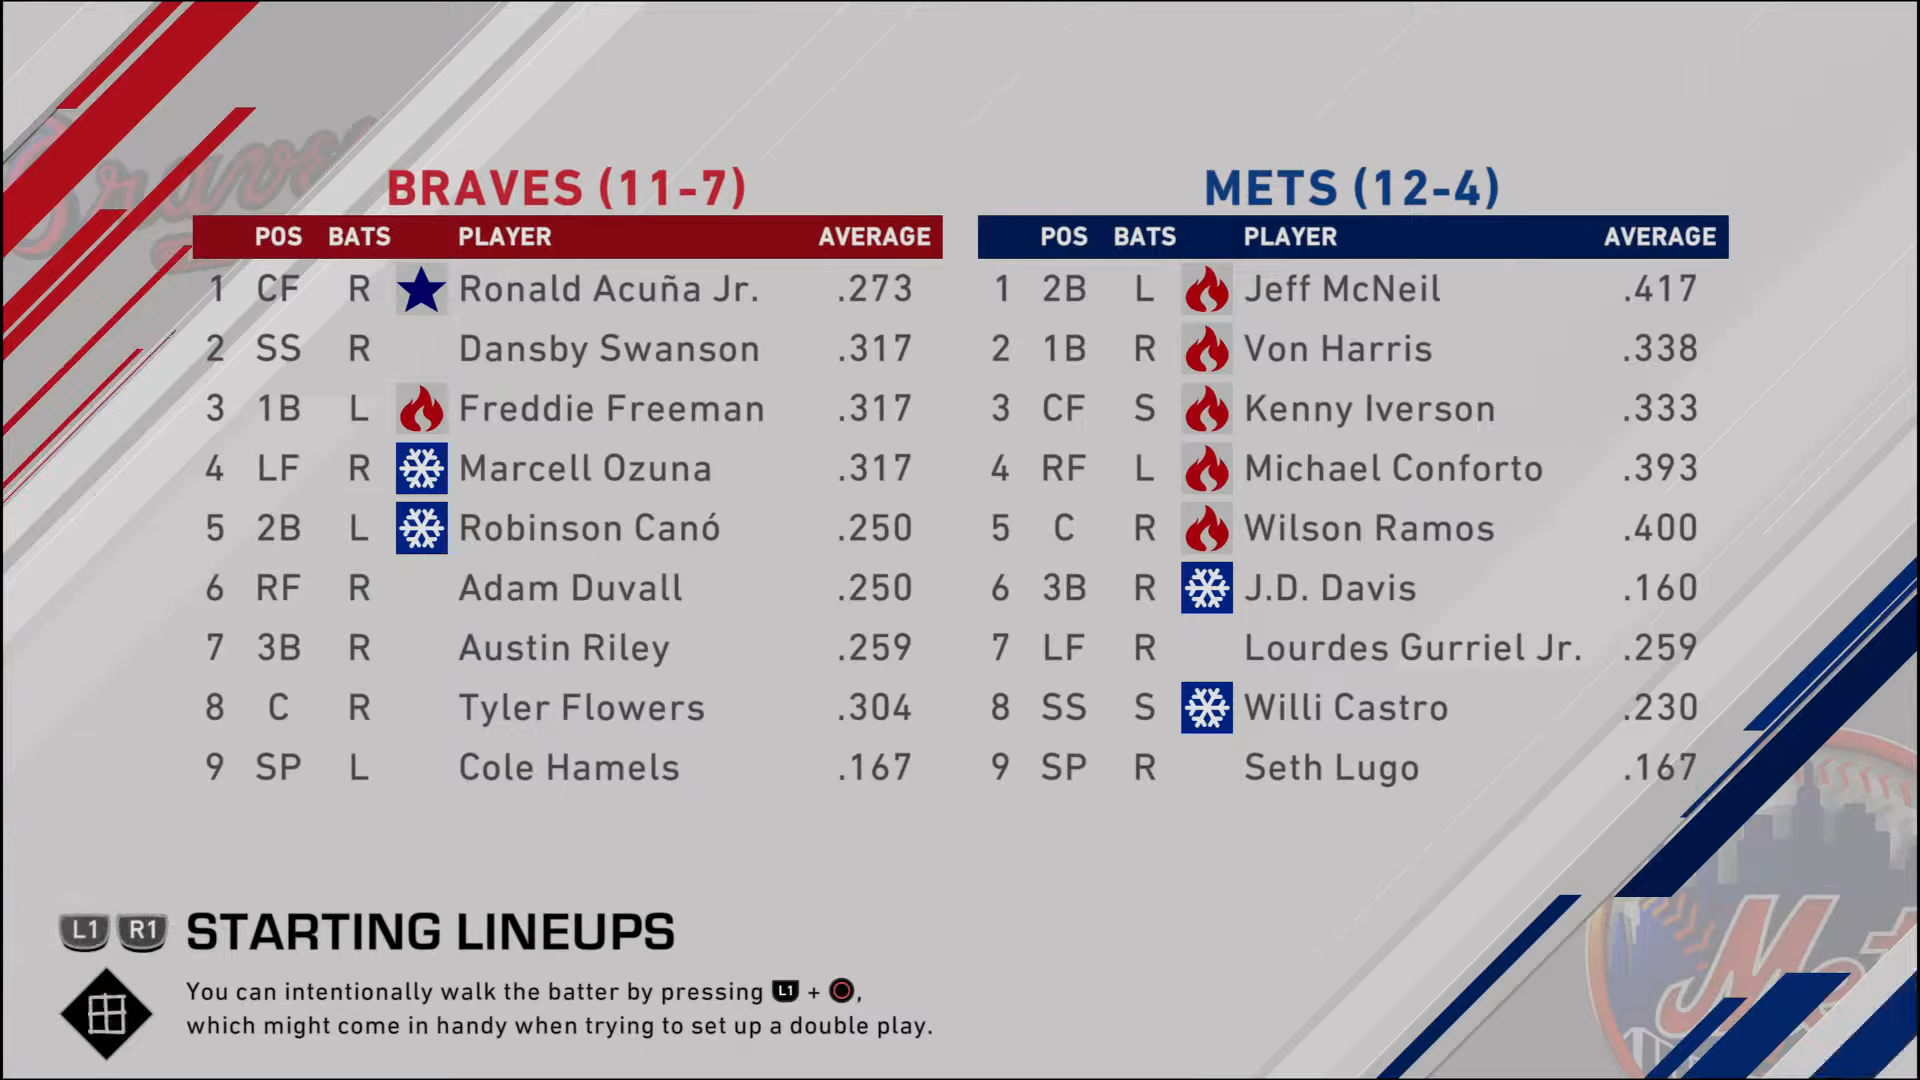 Braves
BRAVES (11-7)
POS BATS PLAYER AVERAGE
1 CF R Ronald Acuña Jr. .273
2 SS R Dansby Swanson .317
3 1B L Freddie Freeman .317
4 LF R Marcell Ozuna .317
5 2B L Robinson Canó .250
6 RF R Adam Duvall .250
7 3B R Austin Riley .259
8 C R Tyler Flowers .304
9 SP L Cole Hamels .167
METS (12-4)
POS BATS PLAYER AVERAGE
1 2B L Jeff McNeil .417
2 1B R Von Harris .338
3 CF S Kenny Iverson .333
4 RF L Michael Conforto .393
5 C R Wilson Ramos .400
6 3B R J.D. Davis .160
7 LF R Lourdes Gurriel Jr. .259
8 SS S Willi Castro .230
9 SP R Seth Lugo .167
Met
L1 R1 STARTING LINEUPS
You can intentionally walk the batter by pressing L1 + ◯,
which might come in handy when trying to set up a double play.